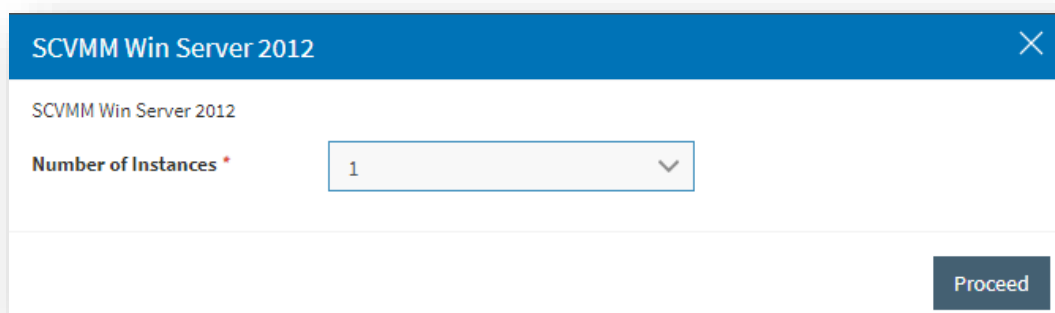 SCVMM Win Server 2012
SCVMM Win Server 2012
Number of Instances * 1
Proceed